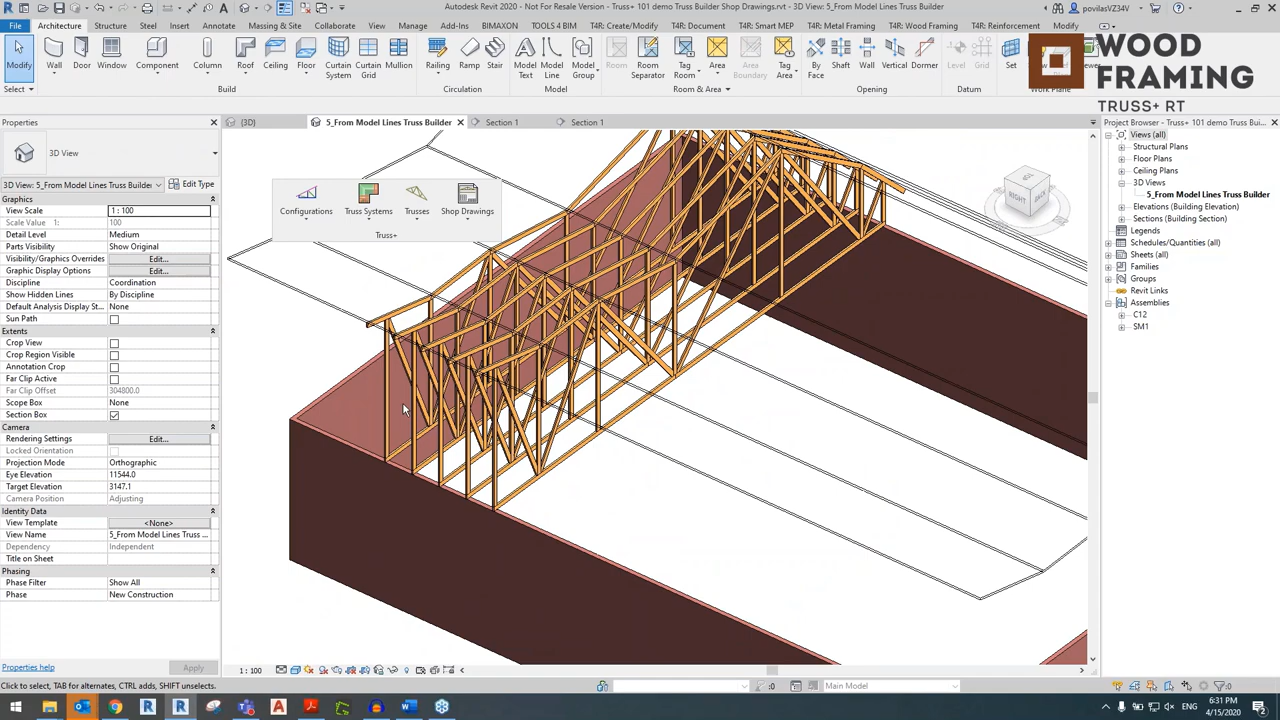 Autodesk Revit 2020 - Not For Resale Version - Truss+ 101 demo Truss Builder Shop Drawings.rvt - 3D View: 5_From Model Lines Truss Builder
povilasVZ34V
File Architecture Structure Steel Systems Insert Annotate Analyze Massing & Site Collaborate View Manage Add-Ins BIMAXON TOOLS 4 BIM T4R: Create/Modify T4R: Document T4R: Smart MEP T4R: Metal Framing T4R: Wood Framing T4R: Reinforcement Modify
Modify Wall Door Window Component Column Roof Ceiling Floor Curtain System Curtain Grid Mullion Railing Ramp Stair Model Text Model Line Model Group Room Room Separator Tag Room Area Area Boundary Tag Area By Face Shaft Wall Vertical Dormer Level Grid Set
Select Build Circulation Model Room & Area Opening Datum Work Plane
WOOD
FRAMING
TRUSS+ RT
Properties
{3D}
5_From Model Lines Truss Builder
Section 1
Section 1
Project Browser - Truss+ 101 demo Truss Bui...
3D View
3D View: 5_From Model Lines Truss Builder
Edit Type
Graphics
View Scale 1 : 100
Scale Value 1: 100
Detail Level Medium
Parts Visibility Show Original
Visibility/Graphics Overrides Edit...
Graphic Display Options Edit...
Discipline Coordination
Show Hidden Lines By Discipline
Default Analysis Display St... None
Sun Path
Extents
Crop View
Crop Region Visible
Annotation Crop
Far Clip Active
Far Clip Offset 304800.0
Scope Box None
Section Box
Camera
Rendering Settings Edit...
Locked Orientation
Projection Mode Orthographic
Eye Elevation 11544.0
Target Elevation 3147.1
Camera Position Adjusting
Identity Data
View Template <None>
View Name 5_From Model Lines Truss ...
Dependency Independent
Title on Sheet
Phasing
Phase Filter Show All
Phase New Construction
Properties help
Apply
Configurations
Truss Systems
Trusses
Shop Drawings
Truss+
RIGHT
BACK
Views (all)
Structural Plans
Floor Plans
Ceiling Plans
3D Views
5_From Model Lines Truss Builder
Elevations (Building Elevation)
Sections (Building Section)
Legends
Schedules/Quantities (all)
Sheets (all)
Families
Groups
Revit Links
Assemblies
C12
SM1
1 : 100
Click to select, TAB for alternates, CTRL adds, SHIFT unselects.
:0
Main Model
:0
ENG
6:31 PM
4/15/2020